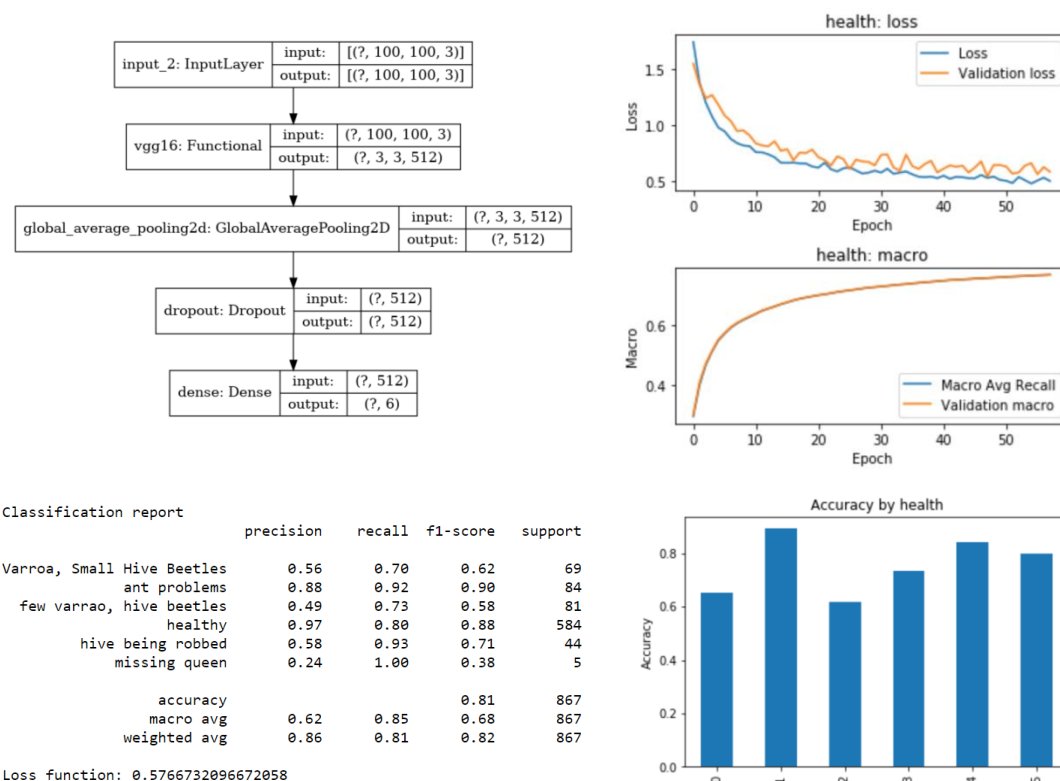 input_2: InputLayer
input:
[(?, 100, 100, 3)]
output:
[(?, 100, 100, 3)]
vgg16: Functional
input:
(?, 100, 100, 3)
output:
(?, 3, 3, 512)
global_average_pooling2d: GlobalAveragePooling2D
input:
(?, 3, 3, 512)
output:
(?, 512)
dropout: Dropout
input:
(?, 512)
output:
(?, 512)
dense: Dense
input:
(?, 512)
output:
(?, 6)
health: loss
Loss
Validation loss
1.5
1.0
0.5
Loss
0 10 20 30 40 50
Epoch
health: macro
0.6
0.4
Macro
Macro Avg Recall
Validation macro
0 10 20 30 40 50
Epoch
Classification report
precision recall f1-score support
Varroa, Small Hive Beetles 0.56 0.70 0.62 69
ant problems 0.88 0.92 0.90 84
few varrao, hive beetles 0.49 0.73 0.58 81
healthy 0.97 0.80 0.88 584
hive being robbed 0.58 0.93 0.71 44
missing queen 0.24 1.00 0.38 5
accuracy 0.81 867
macro avg 0.62 0.85 0.68 867
weighted avg 0.86 0.81 0.82 867
Loss function: 0.5766732096672058
Accuracy by health
0.8
0.6
0.4
0.2
0.0
Accuracy